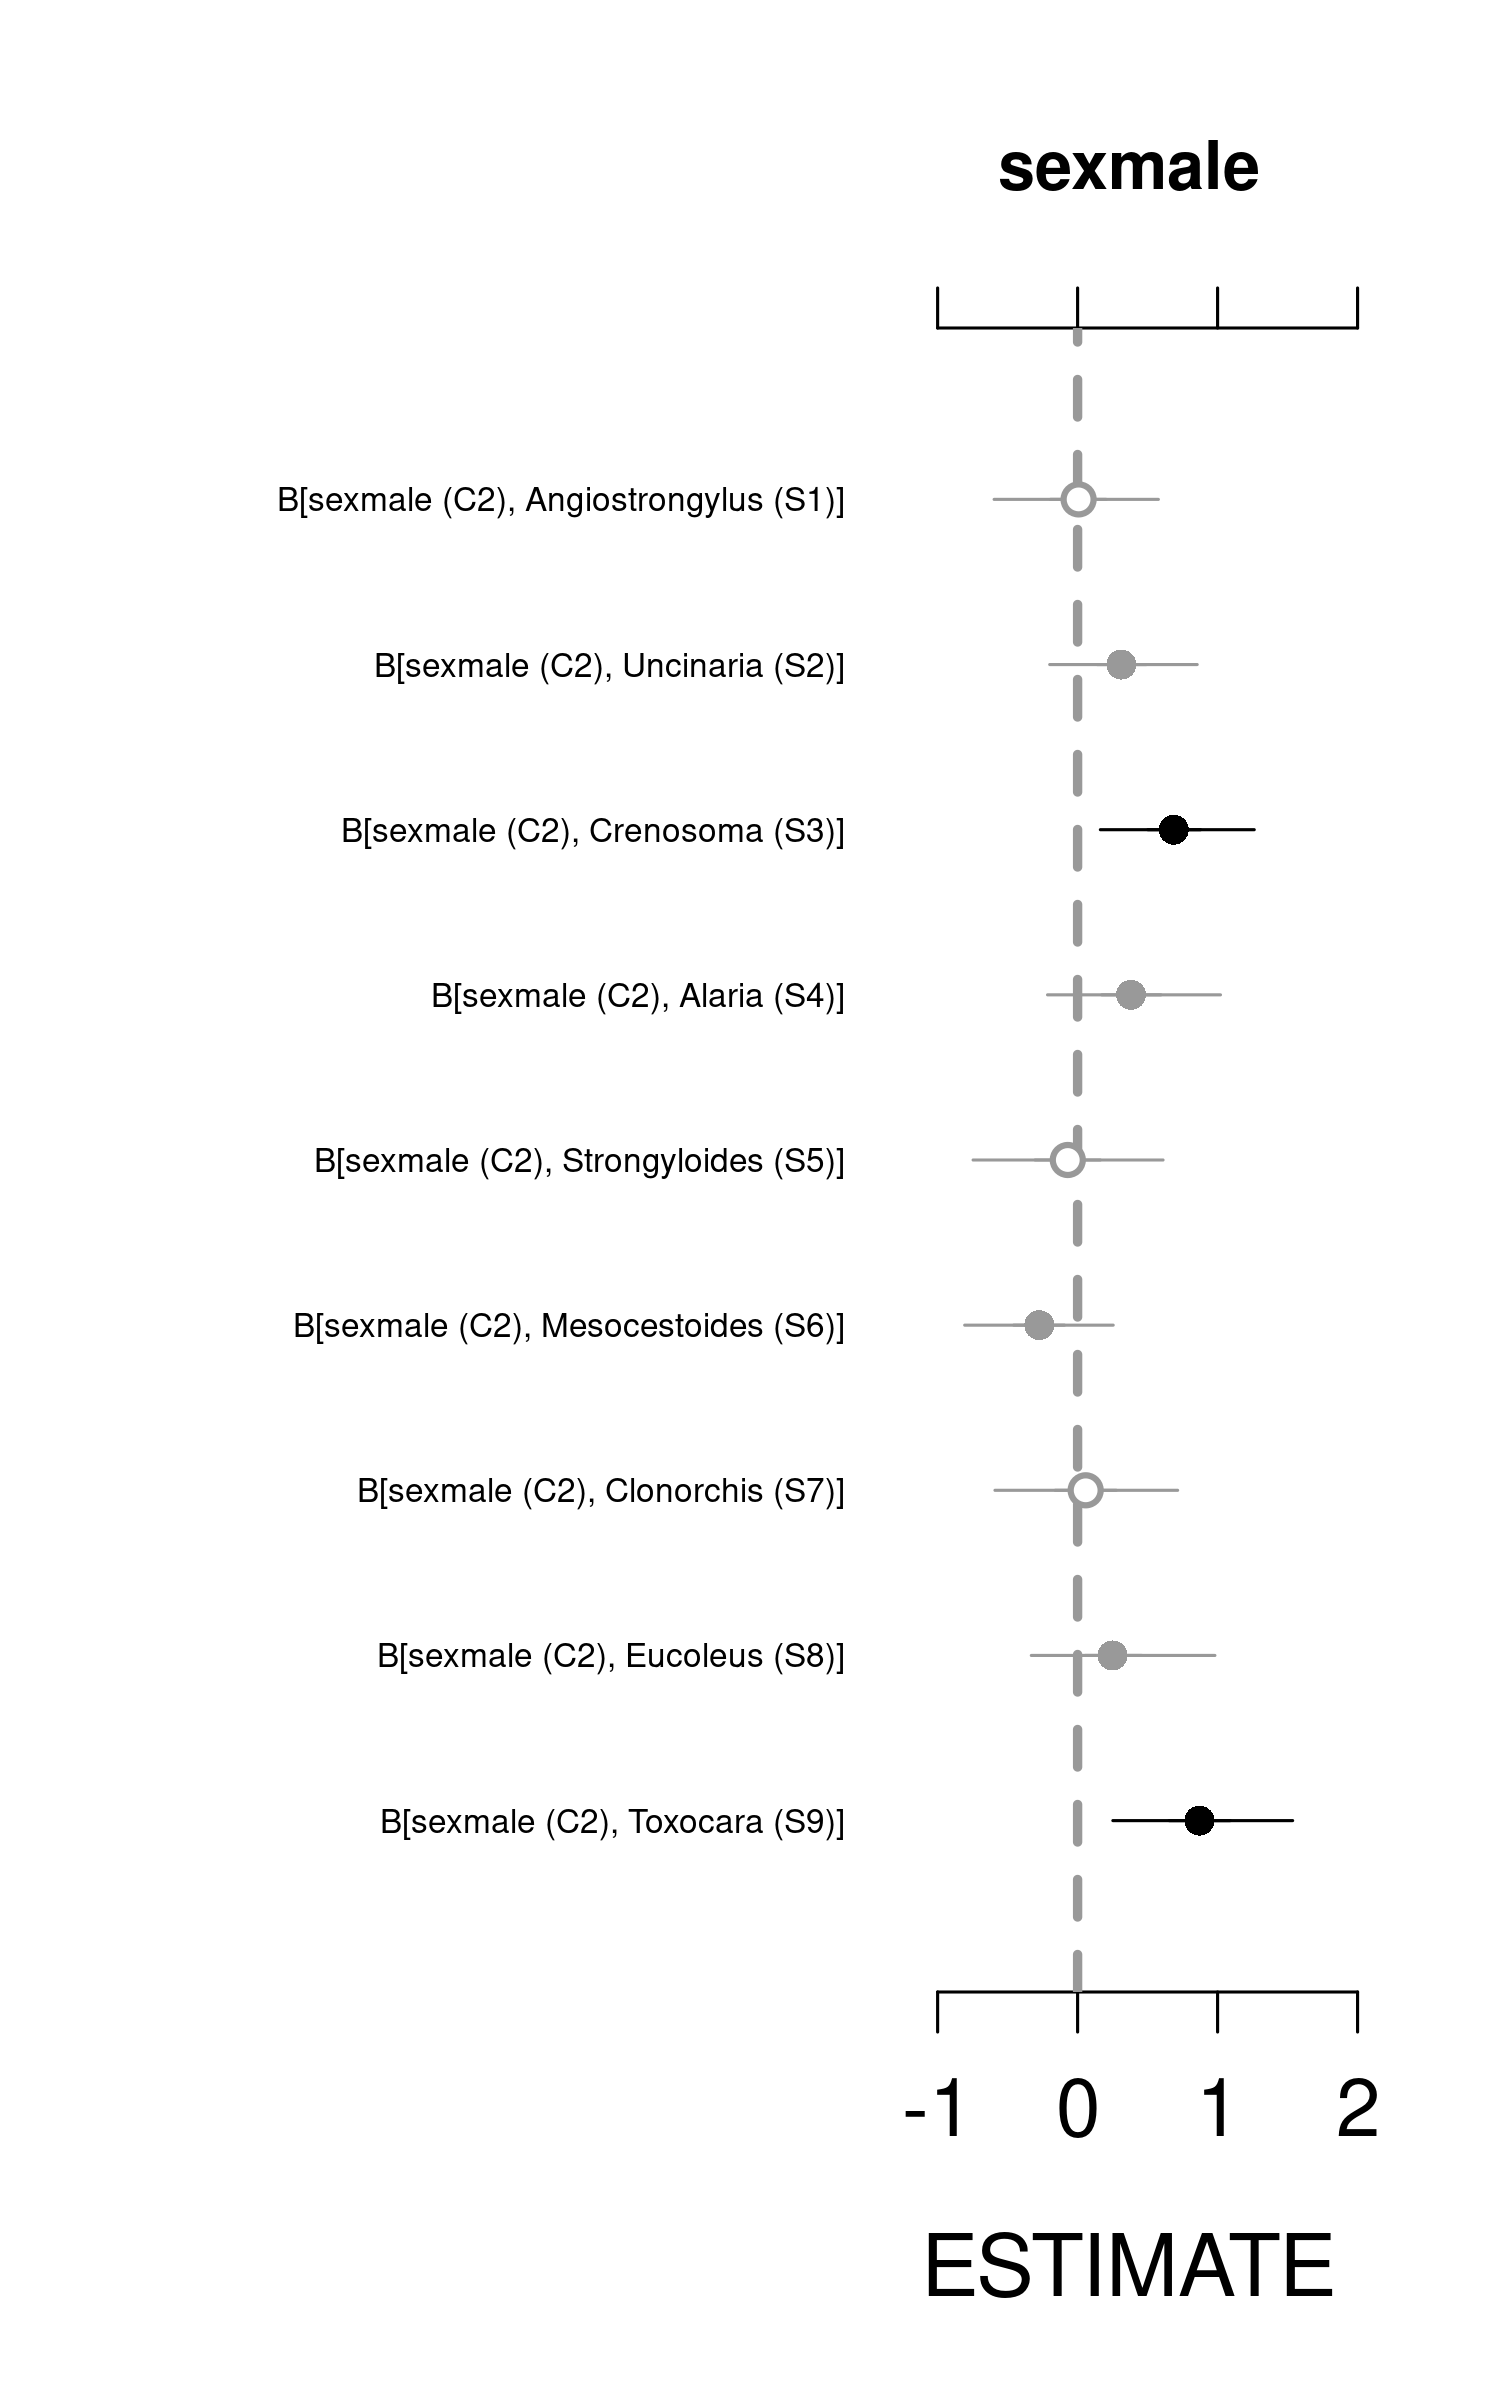 sexmale
B[sexmale (C2), Angiostrongylus (S1)]
B[sexmale (C2), Uncinaria (S2)]
B[sexmale (C2), Crenosoma (S3)]
B[sexmale (C2), Alaria (S4)]
B[sexmale (C2), Strongyloides (S5)]
B[sexmale (C2), Mesocestoides (S6)]
B[sexmale (C2), Clonorchis (S7)]
B[sexmale (C2), Eucoleus (S8)]
B[sexmale (C2), Toxocara (S9)]
-1 0 1 2
ESTIMATE